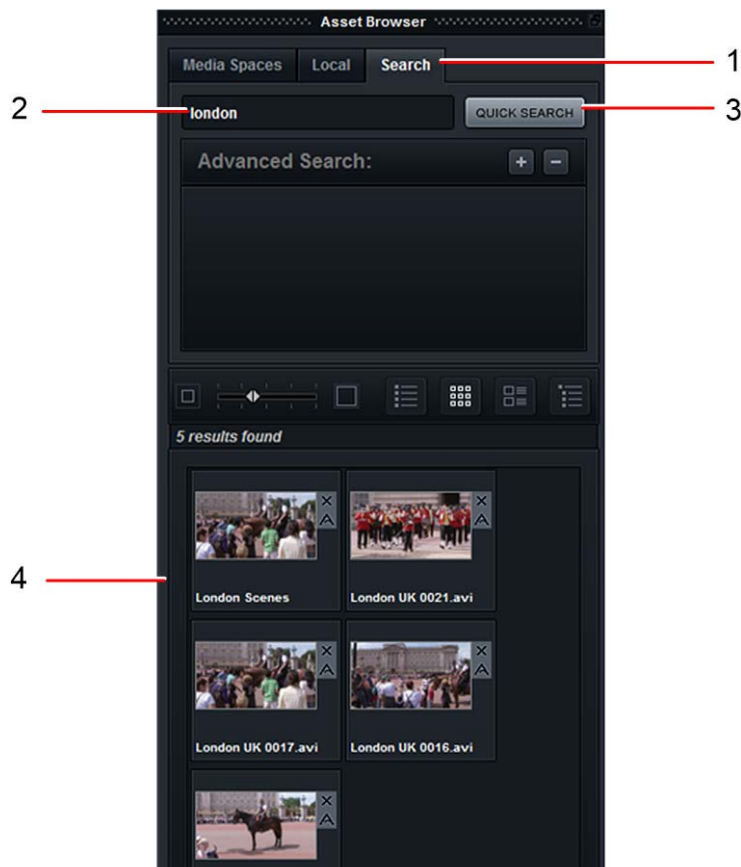 Asset Browser
Media Spaces Local Search
1
2
london
QUICK SEARCH
3
Advanced Search:
+ -
5 results found
4
X
A
X
A
London Scenes
London UK 0021.avi
X
A
X
A
London UK 0017.avi
London UK 0016.avi
X
A